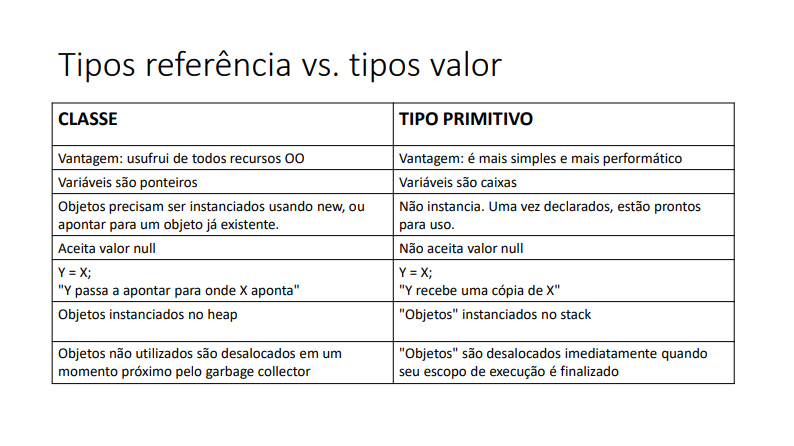 Tipos referência vs. tipos valor
CLASSE
TIPO PRIMITIVO
Vantagem: usufrui de todos recursos OO
Vantagem: é mais simples e mais performático
Variáveis são ponteiros
Variáveis são caixas
Objetos precisam ser instanciados usando new, ou
apontar para um objeto já existente.
Não instancia. Uma vez declarados, estão prontos
para uso.
Aceita valor null
Não aceita valor null
Y = X;
"Y passa a apontar para onde X aponta"
Y = X;
"Y recebe uma cópia de X"
Objetos instanciados no heap
"Objetos" instanciados no stack
Objetos não utilizados são desalocados em um
momento próximo pelo garbage collector
"Objetos" são desalocados imediatamente quando
seu escopo de execução é finalizado